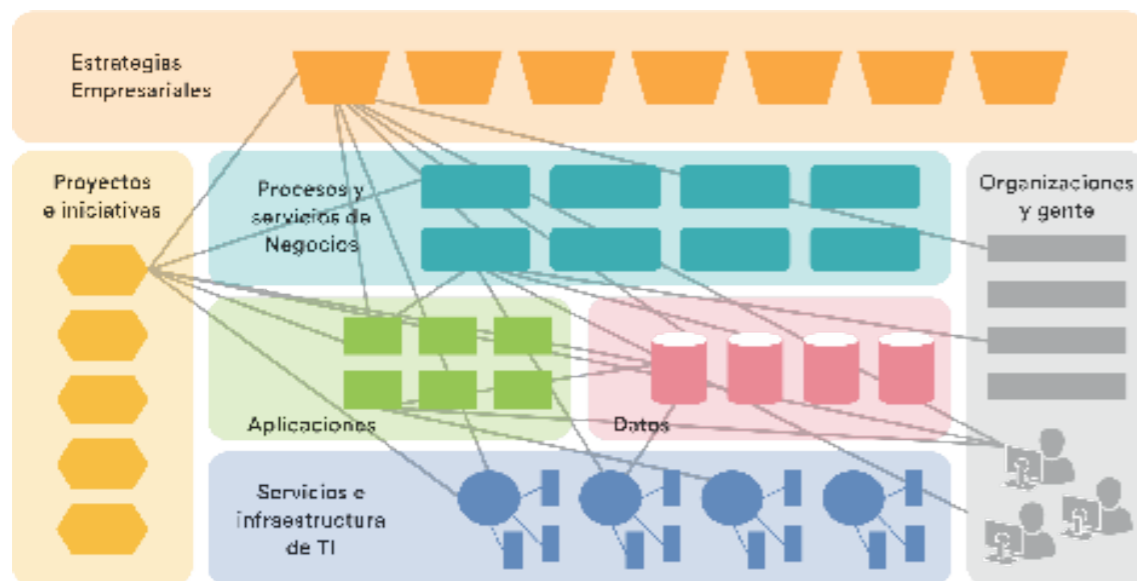 Estrategias
Empresariales
Proyectos
e iniciativas
Procesos y
servicios de
Negocios
Organizaciones
y gente
Aplicaciones
Datos
Servicios e
infraestructura
de TI